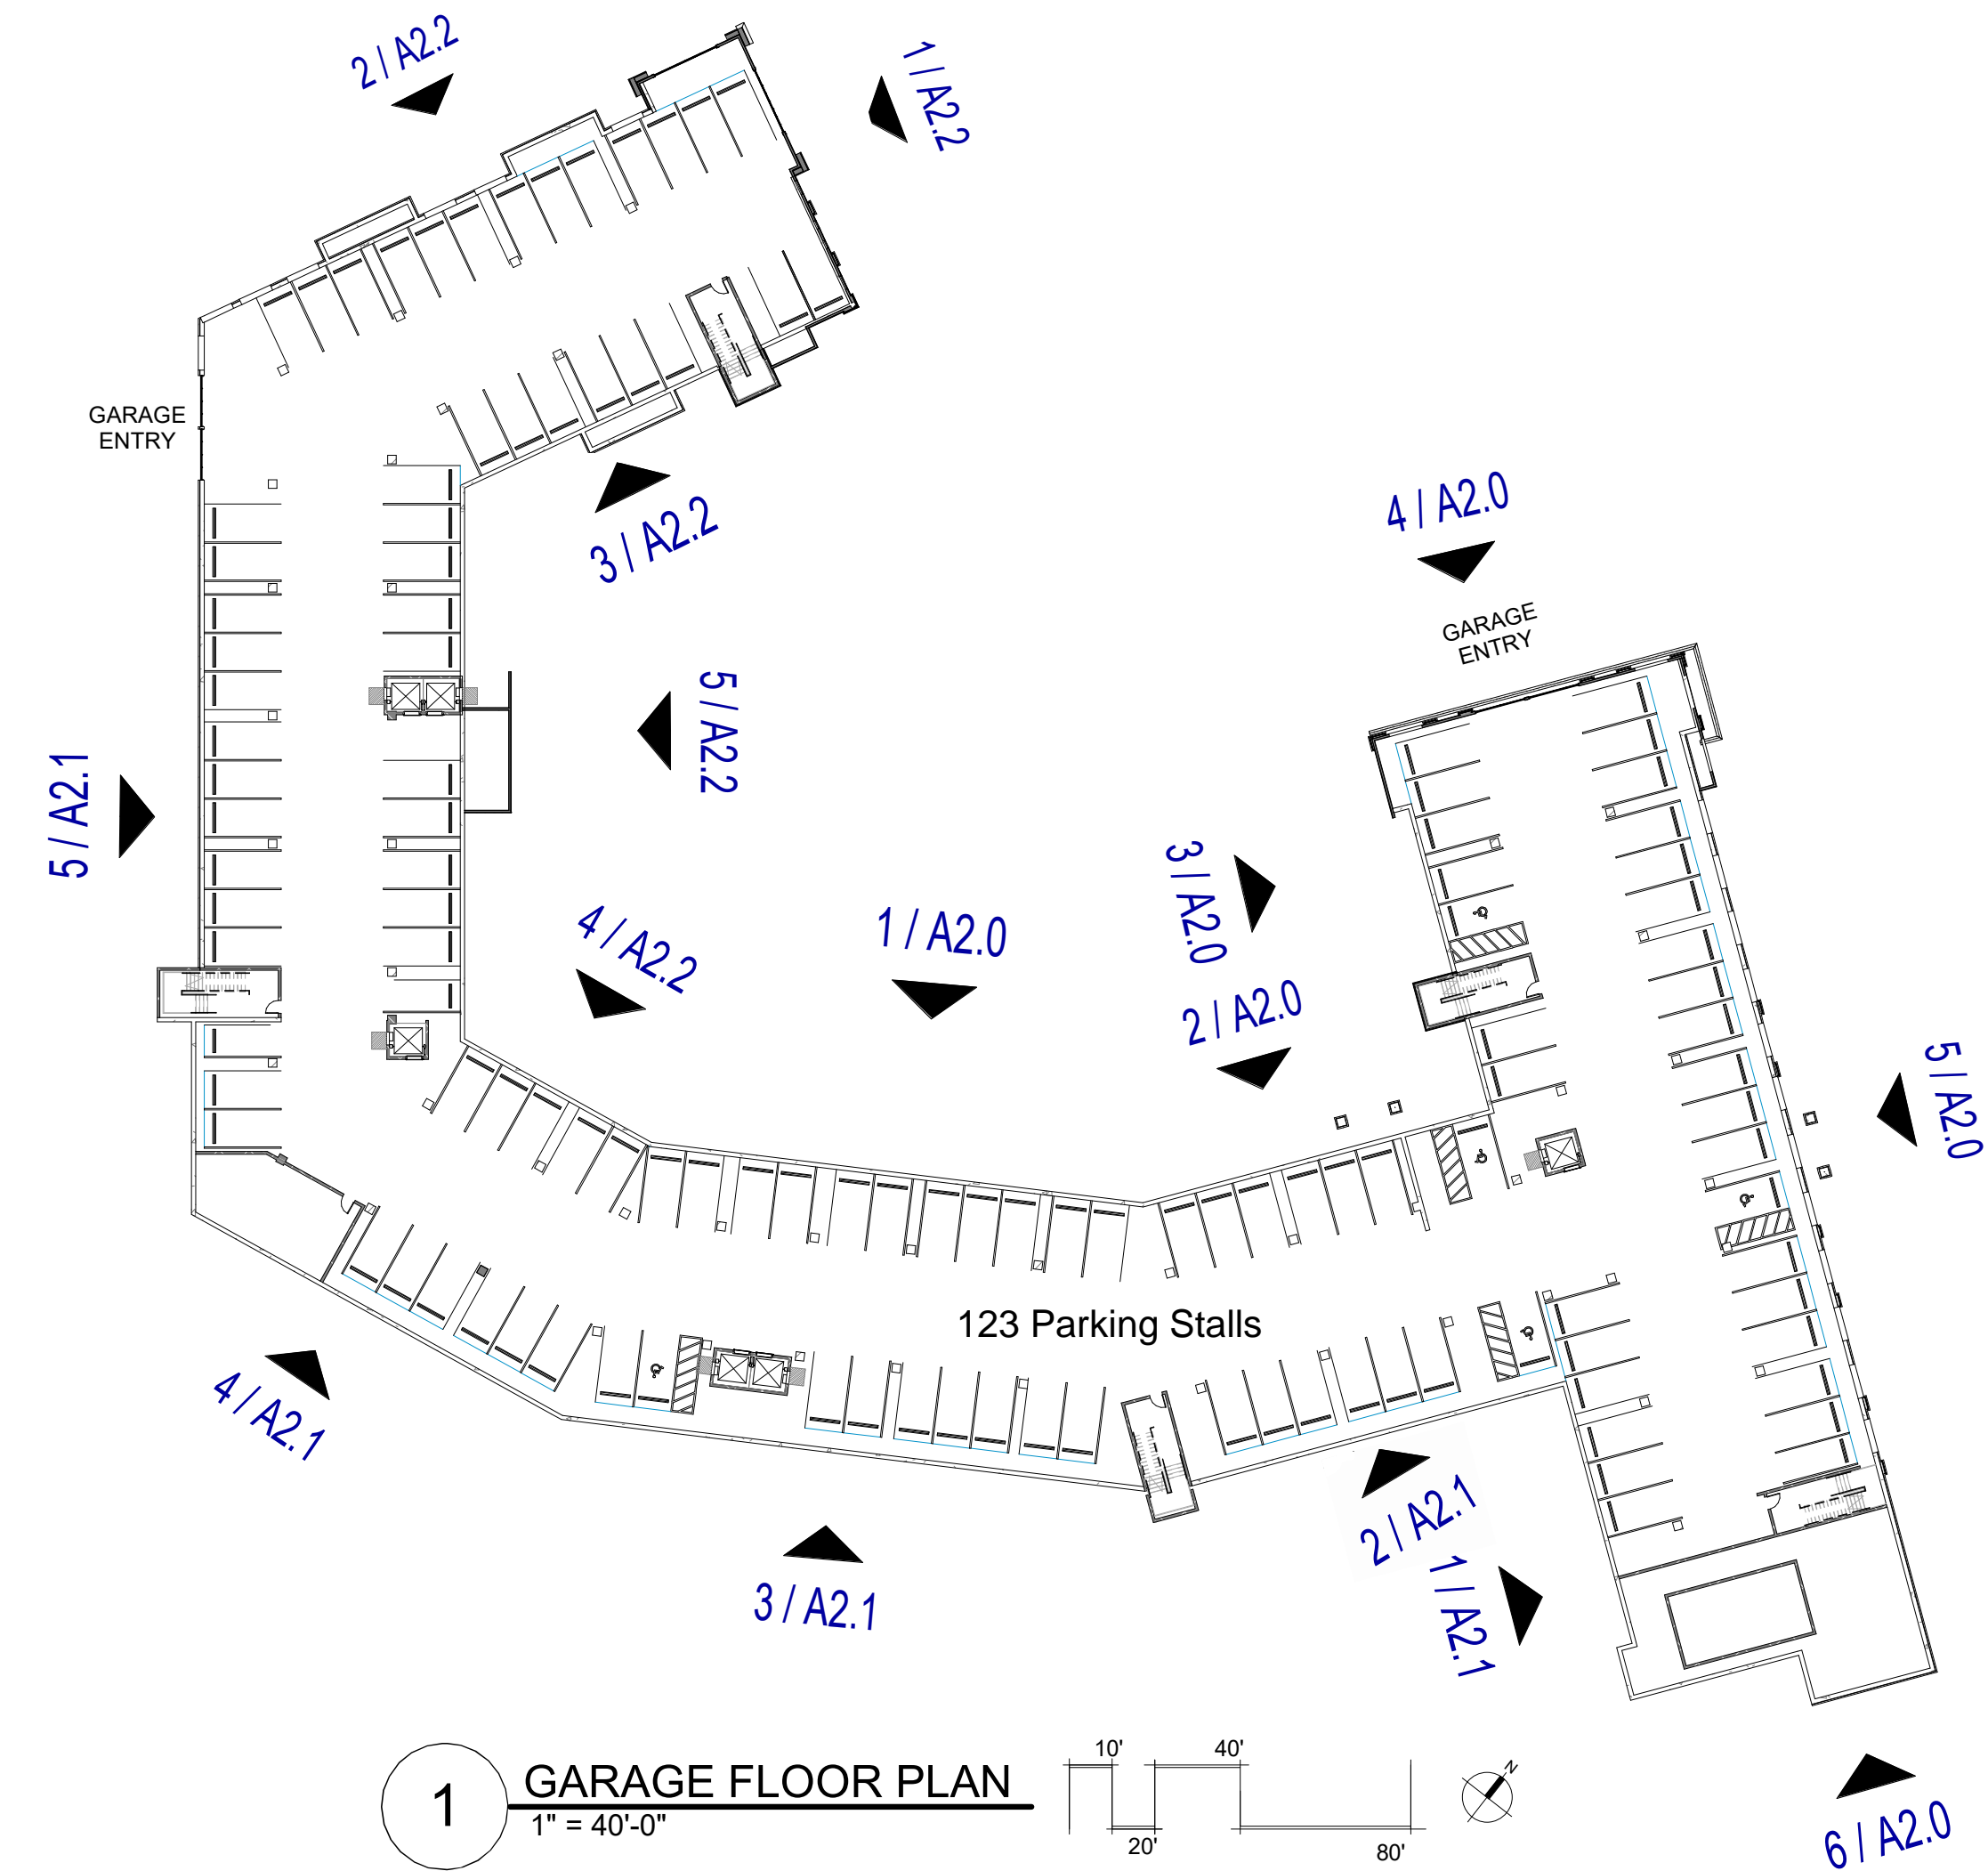 2 / A2.2
1 / A2.2
GARAGE
ENTRY
3 / A2.2
4 / A2.0
GARAGE
ENTRY
5 / A2.2
5 / A2.1
3 / A2.0
4 / A2.2
1 / A2.0
2 / A2.0
5 / A2.0
123 Parking Stalls
4 / A2.1
2 / A2.1
3 / A2.1
1 / A2.1
1
GARAGE FLOOR PLAN
1" = 40'-0"
10'
40'
20'
80'
N
6 / A2.0